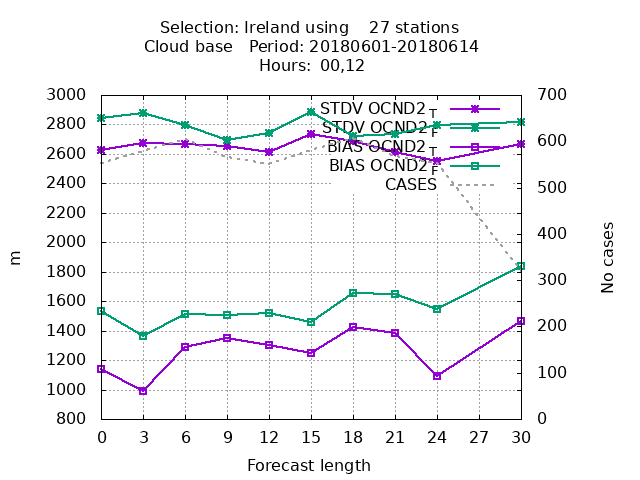 Selection: Ireland using    27 stations
Cloud base   Period: 20180601-20180614
Hours:  00,12
3000
2800
2600
2400
2200
2000
1800
1600
1400
1200
1000
800
m
STDV OCND2 T
STDV OCND2 F
BIAS OCND2 T
BIAS OCND2 F
CASES
700
600
500
400
300
200
100
0
No cases
0 3 6 9 12 15 18 21 24 27 30
Forecast length